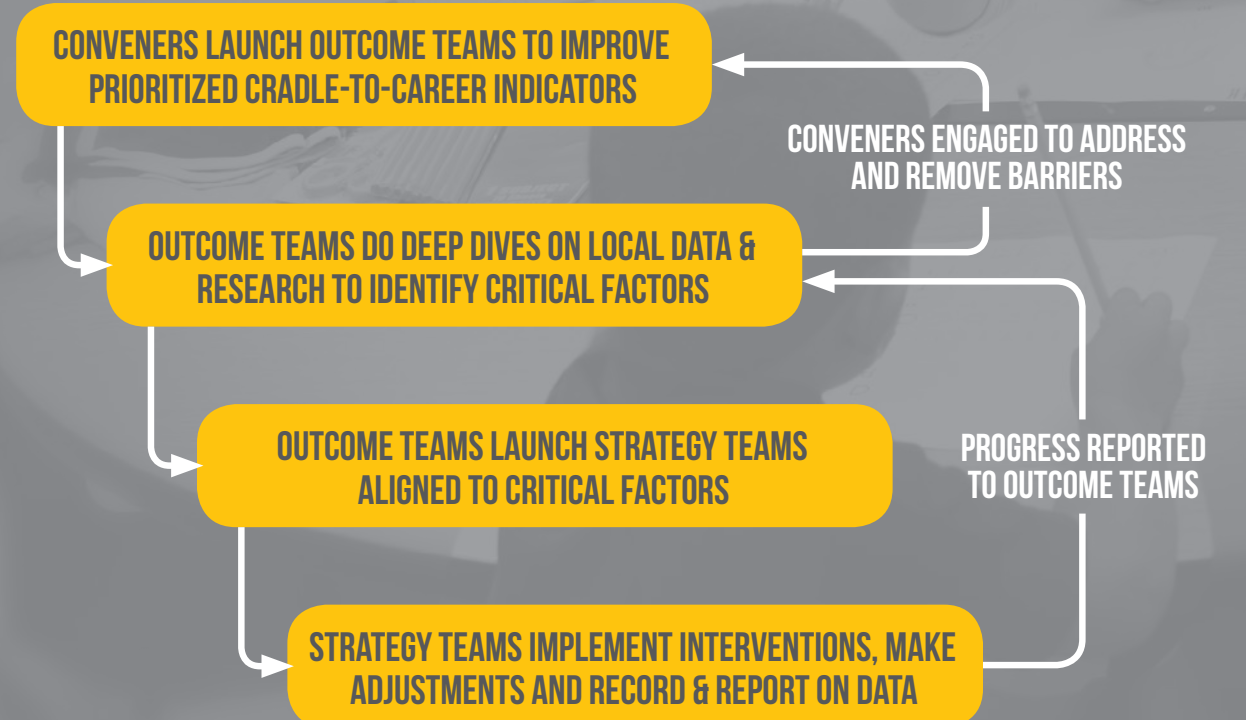 CONVENERS LAUNCH OUTCOME TEAMS TO IMPROVE
PRIORITIZED CRADLE-TO-CAREER INDICATORS
CONVENERS ENGAGED TO ADDRESS
AND REMOVE BARRIERS
OUTCOME TEAMS DO DEEP DIVES ON LOCAL DATA &
RESEARCH TO IDENTIFY CRITICAL FACTORS
OUTCOME TEAMS LAUNCH STRATEGY TEAMS
ALIGNED TO CRITICAL FACTORS
PROGRESS REPORTED
TO OUTCOME TEAMS
STRATEGY TEAMS IMPLEMENT INTERVENTIONS, MAKE
ADJUSTMENTS AND RECORD & REPORT ON DATA